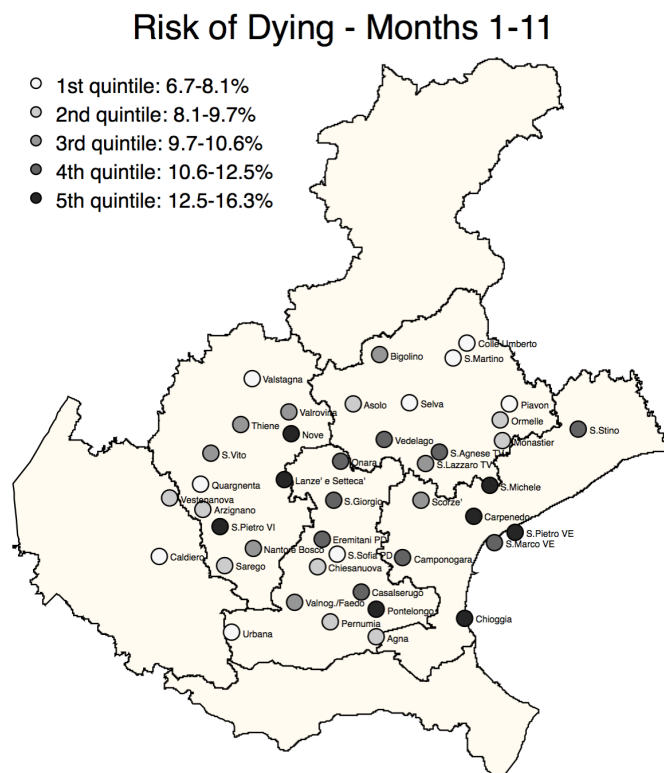 Risk of Dying - Months 1-11
1st quintile: 6.7-8.1%
2nd quintile: 8.1-9.7%
3rd quintile: 9.7-10.6%
4th quintile: 10.6-12.5%
5th quintile: 12.5-16.3%
Colle Umberto
Bigolino
S.Martino
Valstagna
Asolo
Selva
Piavon
Valrovina
Ormelle
Thiene
Nove
S.Stino
Vedelago
Monastier
S.Agnese TV
S.Vito
Onara
S.Lazzaro TV
Lanze' e Setteca'
Quargnenta
S.Michele
Vestenanova
S.Giorgio
Scorze'
Arzignano
Carpenedo
S.Pietro VI
S.Pietro VE
Eremitani PD
S.Marco VE
Nanto e Bosco
S.Sofia PD
Caldiero
Camponogara
Sarego
Chiesanuova
Casalserugo
Valnog./Faedo
Pontelongo
Chioggia
Pernumia
Urbana
Agna